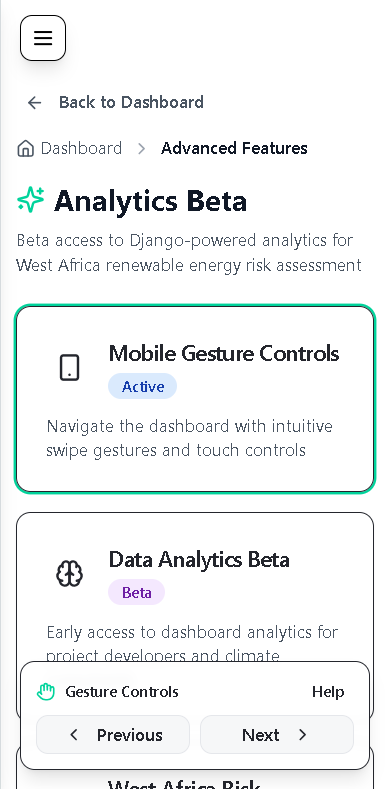 Back to Dashboard
Dashboard > Advanced Features
Analytics Beta
Beta access to Django-powered analytics for
West Africa renewable energy risk assessment
Mobile Gesture Controls
Active
Navigate the dashboard with intuitive
swipe gestures and touch controls
Data Analytics Beta
Beta
Early access to dashboard analytics for
project developers and climate
Gesture Controls Help
Previous Next
West Africa Risk